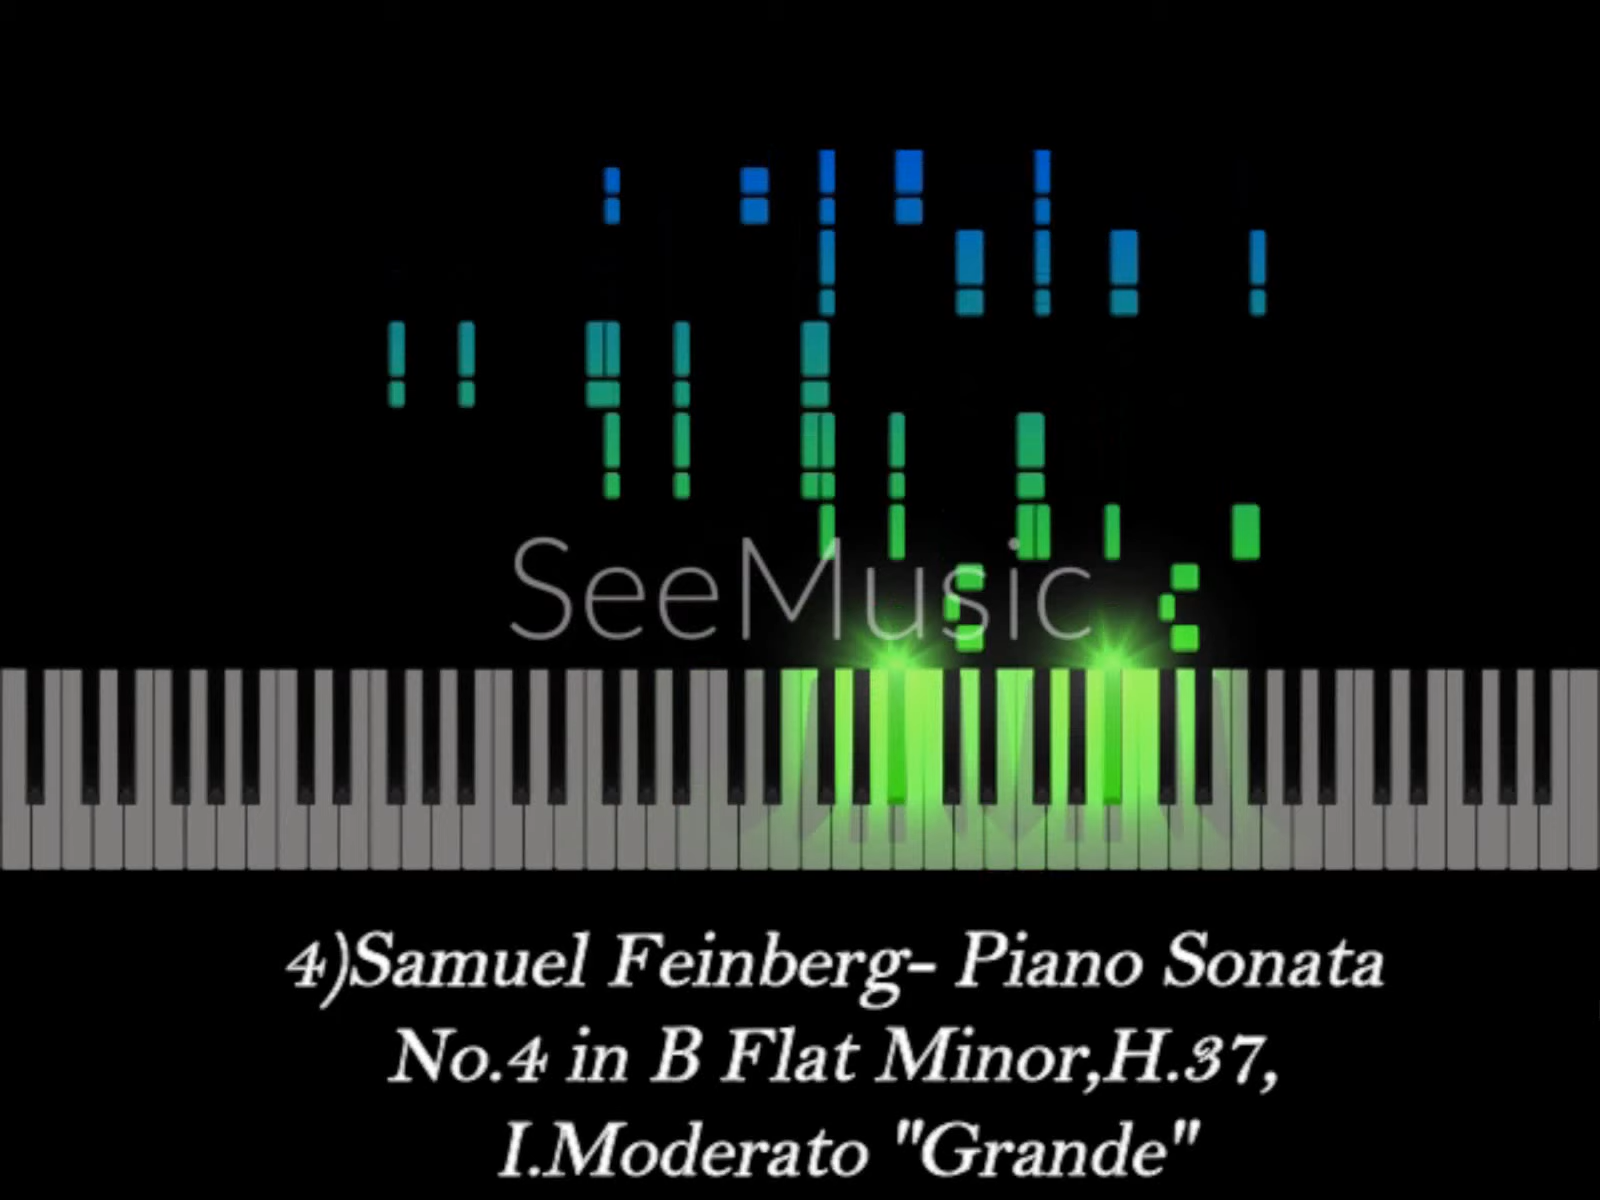 SeeMusic
4)Samuel Feinberg- Piano Sonata
No.4 in B Flat Minor,H.37,
I.Moderato "Grande"